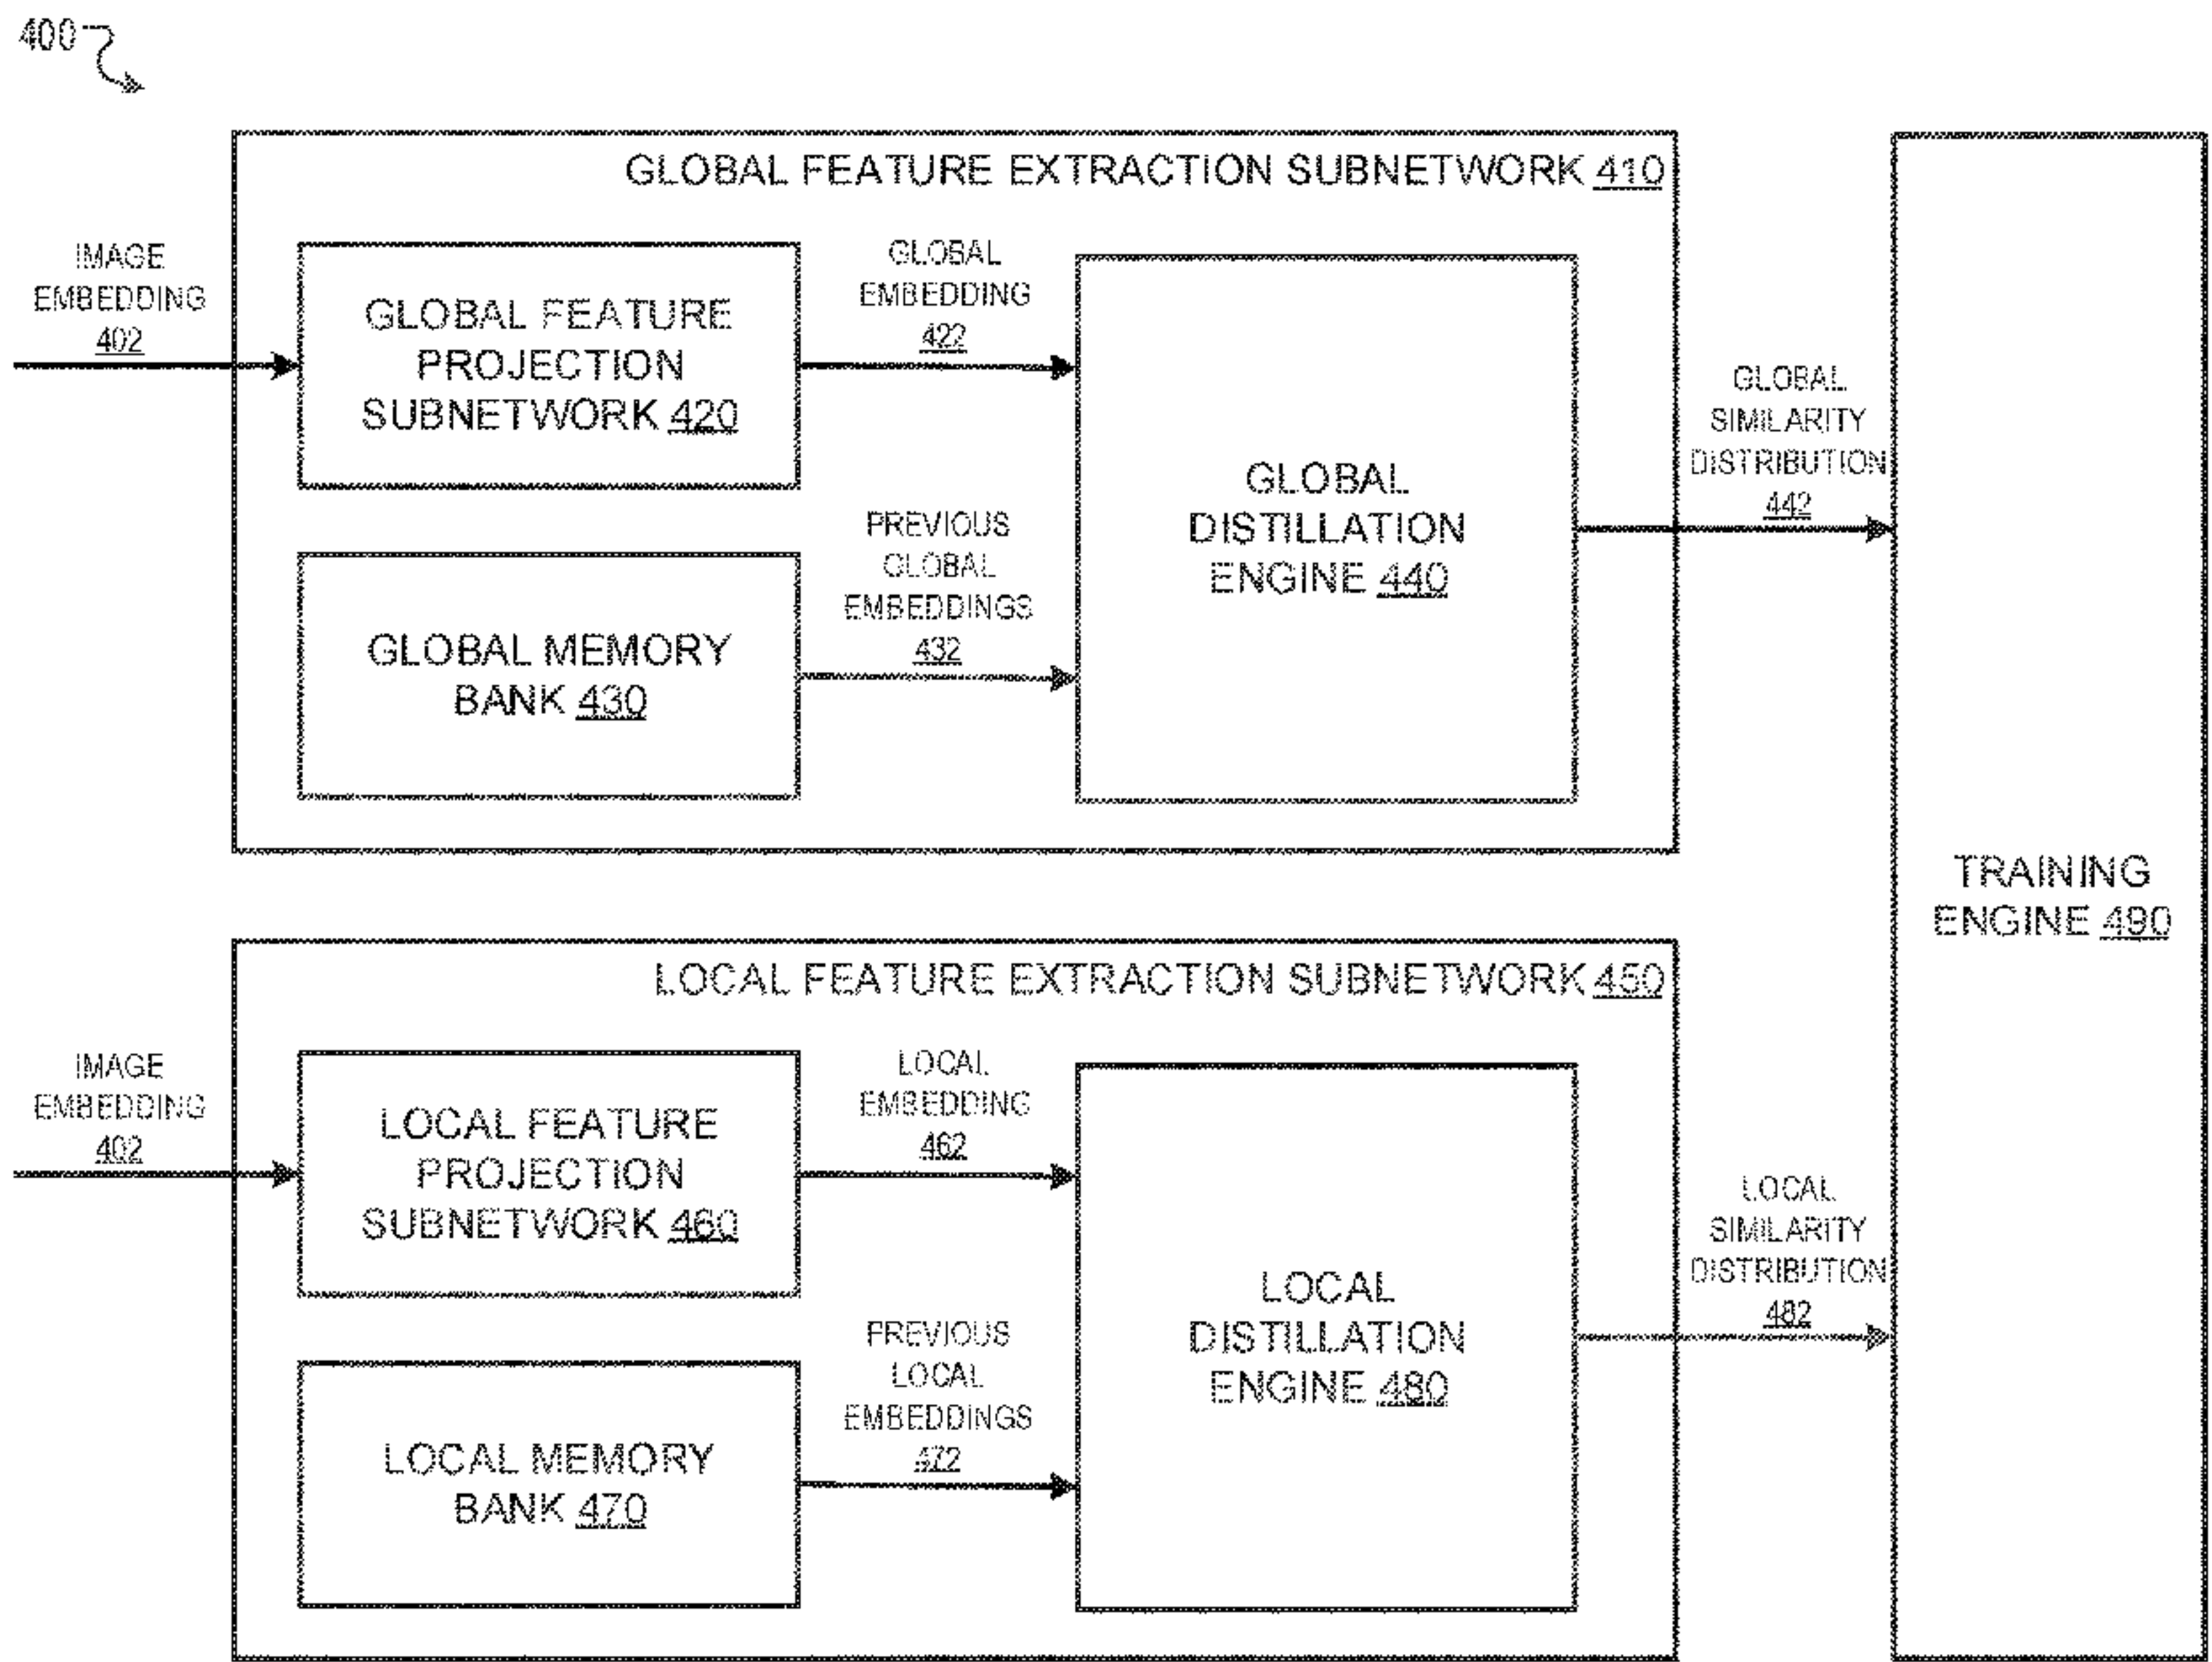 400
GLOBAL FEATURE EXTRACTION SUBNETWORK 410
IMAGE
EMBEDDING
402
GLOBAL FEATURE
PROJECTION
SUBNETWORK 420
GLOBAL
EMBEDDING
422
GLOBAL MEMORY
BANK 430
PREVIOUS
GLOBAL
EMBEDDINGS
432
GLOBAL
DISTILLATION
ENGINE 440
GLOBAL
SIMILARITY
DISTRIBUTION
442
TRAINING
ENGINE 490
LOCAL FEATURE EXTRACTION SUBNETWORK 450
IMAGE
EMBEDDING
402
LOCAL FEATURE
PROJECTION
SUBNETWORK 460
LOCAL
EMBEDDING
462
LOCAL MEMORY
BANK 470
PREVIOUS
LOCAL
EMBEDDINGS
472
LOCAL
DISTILLATION
ENGINE 480
LOCAL
SIMILARITY
DISTRIBUTION
482